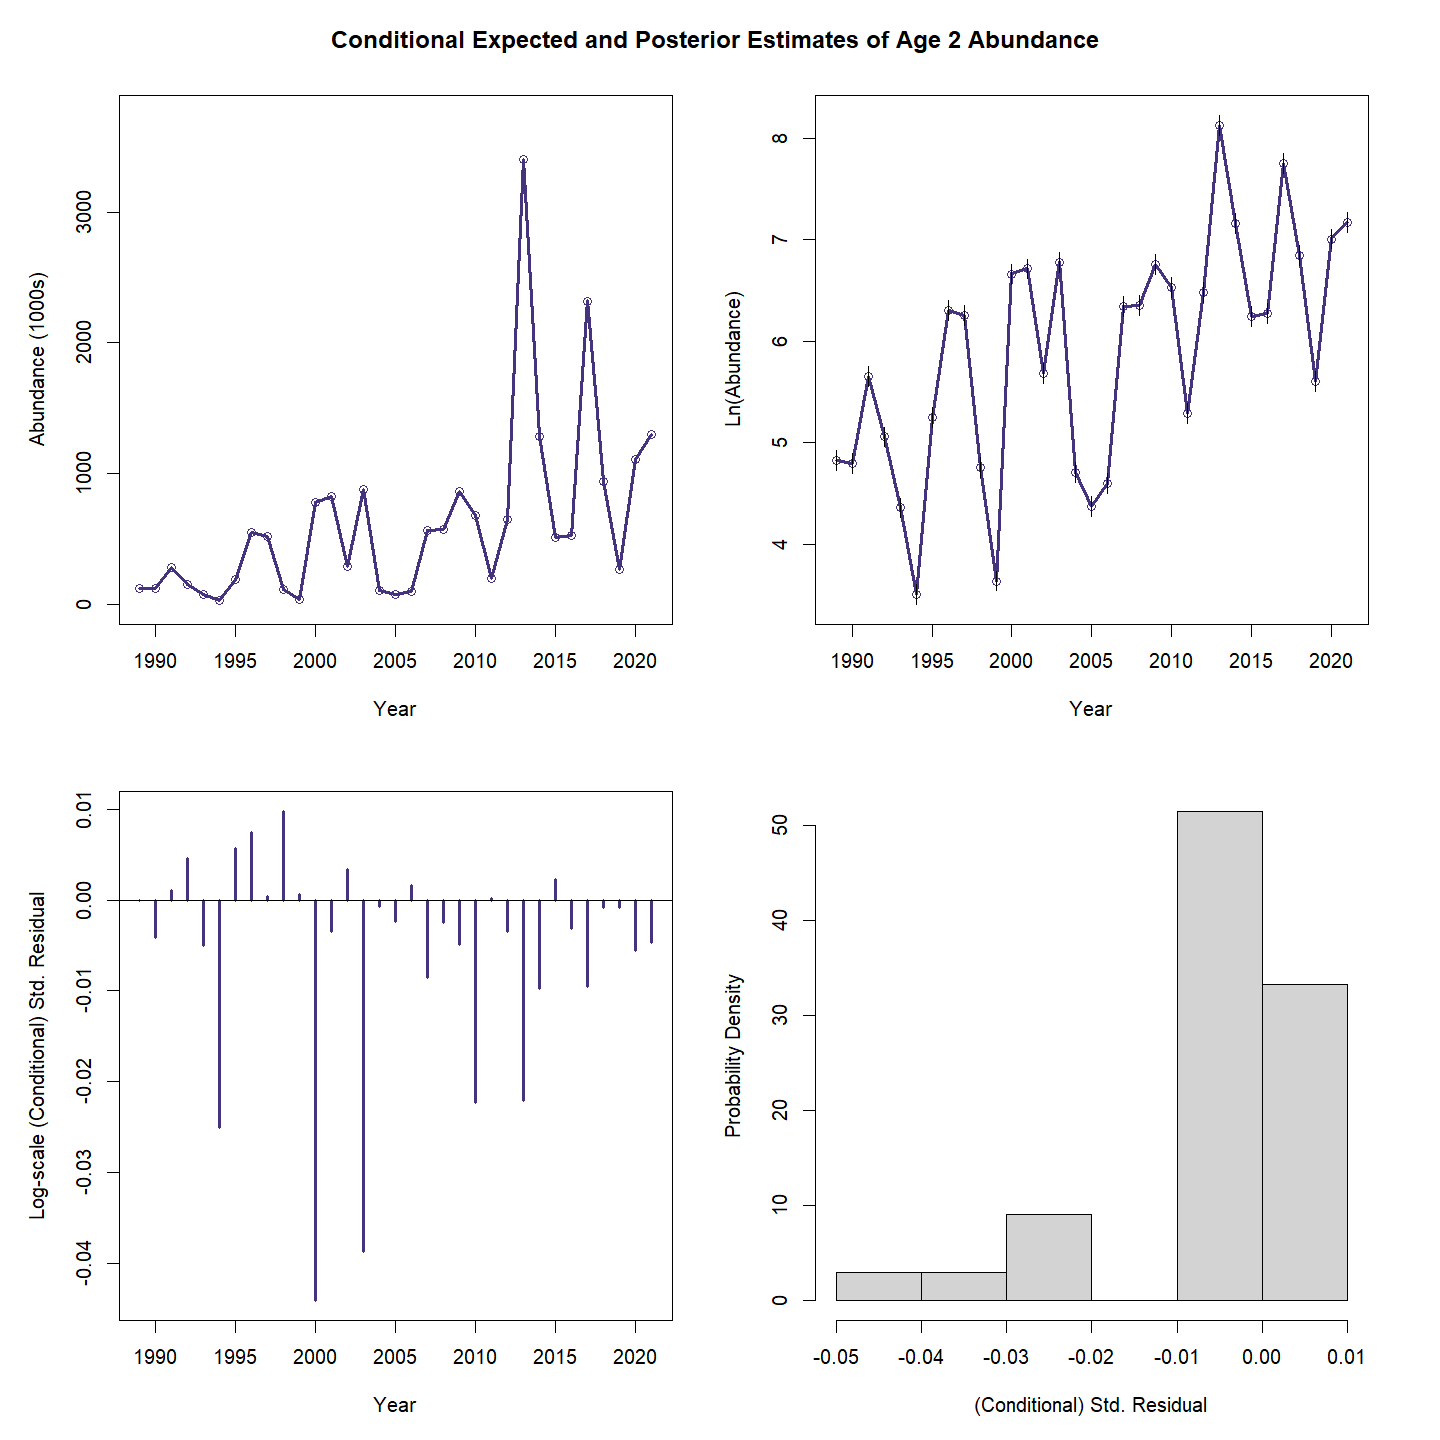 Conditional Expected and Posterior Estimates of Age 2 Abundance
Abundance (1000s)
3000
2000
1000
0
1990 1995 2000 2005 2010 2015 2020
Year
Ln(Abundance)
8
7
6
5
4
1990 1995 2000 2005 2010 2015 2020
Year
Log-scale (Conditional) Std. Residual
0.01
0.00
-0.01
-0.02
-0.03
-0.04
1990 1995 2000 2005 2010 2015 2020
Year
Probability Density
50
40
30
20
10
0
-0.05 -0.04 -0.03 -0.02 -0.01 0.00 0.01
(Conditional) Std. Residual